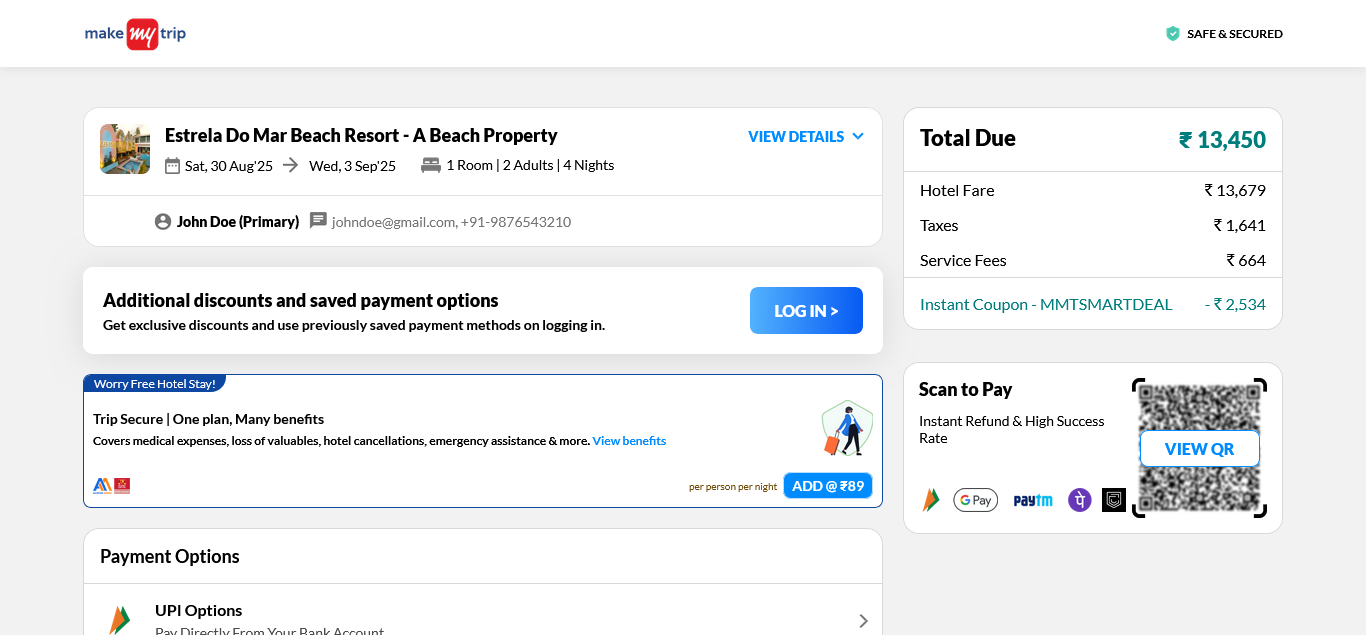 make my trip
SAFE & SECURED
Estrela Do Mar Beach Resort - A Beach Property
VIEW DETAILS
Sat, 30 Aug'25
Wed, 3 Sep'25
1 Room | 2 Adults | 4 Nights
John Doe (Primary)
johndoe@gmail.com, +91-9876543210
Additional discounts and saved payment options
Get exclusive discounts and use previously saved payment methods on logging in.
LOG IN >
Worry Free Hotel Stay!
Trip Secure | One plan, Many benefits
Covers medical expenses, loss of valuables, hotel cancellations, emergency assistance & more. View benefits
per person per night
ADD @ ₹89
Payment Options
UPI Options
Pay Directly From Your Bank Account
Total Due ₹ 13,450
Hotel Fare ₹ 13,679
Taxes ₹ 1,641
Service Fees ₹ 664
Instant Coupon - MMTSMARTDEAL - ₹ 2,534
Scan to Pay
Instant Refund & High Success
Rate
VIEW QR
G Pay
paytm
पे